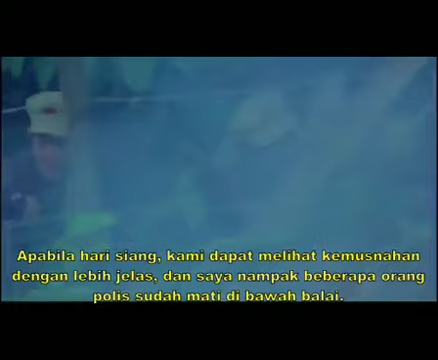 Apabila hari siang, kami dapat melihat kemusnahan
dengan lebih jelas, dan saya nampak beberapa orang
polis sudah mati di bawah balai.